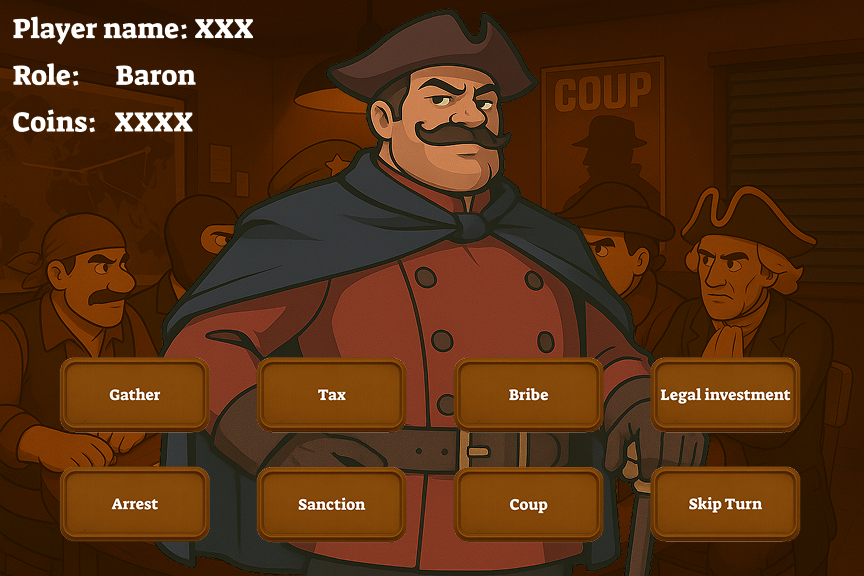 Player name: XXX
Role: Baron
Coins: XXXX
COUP
Gather
Tax
Bribe
Legal investment
Arrest
Sanction
Coup
Skip Turn